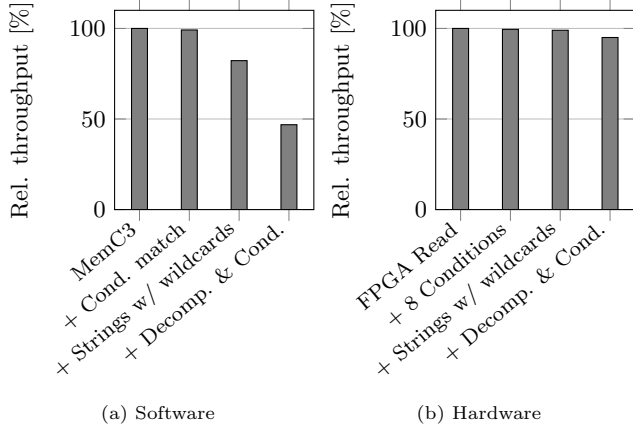 Rel. throughput [%]
100
50
0
MemC3
+ Cond. match
+ Strings w/ wildcards
+ Decomp. & Cond.
(a) Software
Rel. throughput [%]
100
50
0
FPGA Read
+ 8 Conditions
+ Strings w/ wildcards
+ Decomp. & Cond.
(b) Hardware